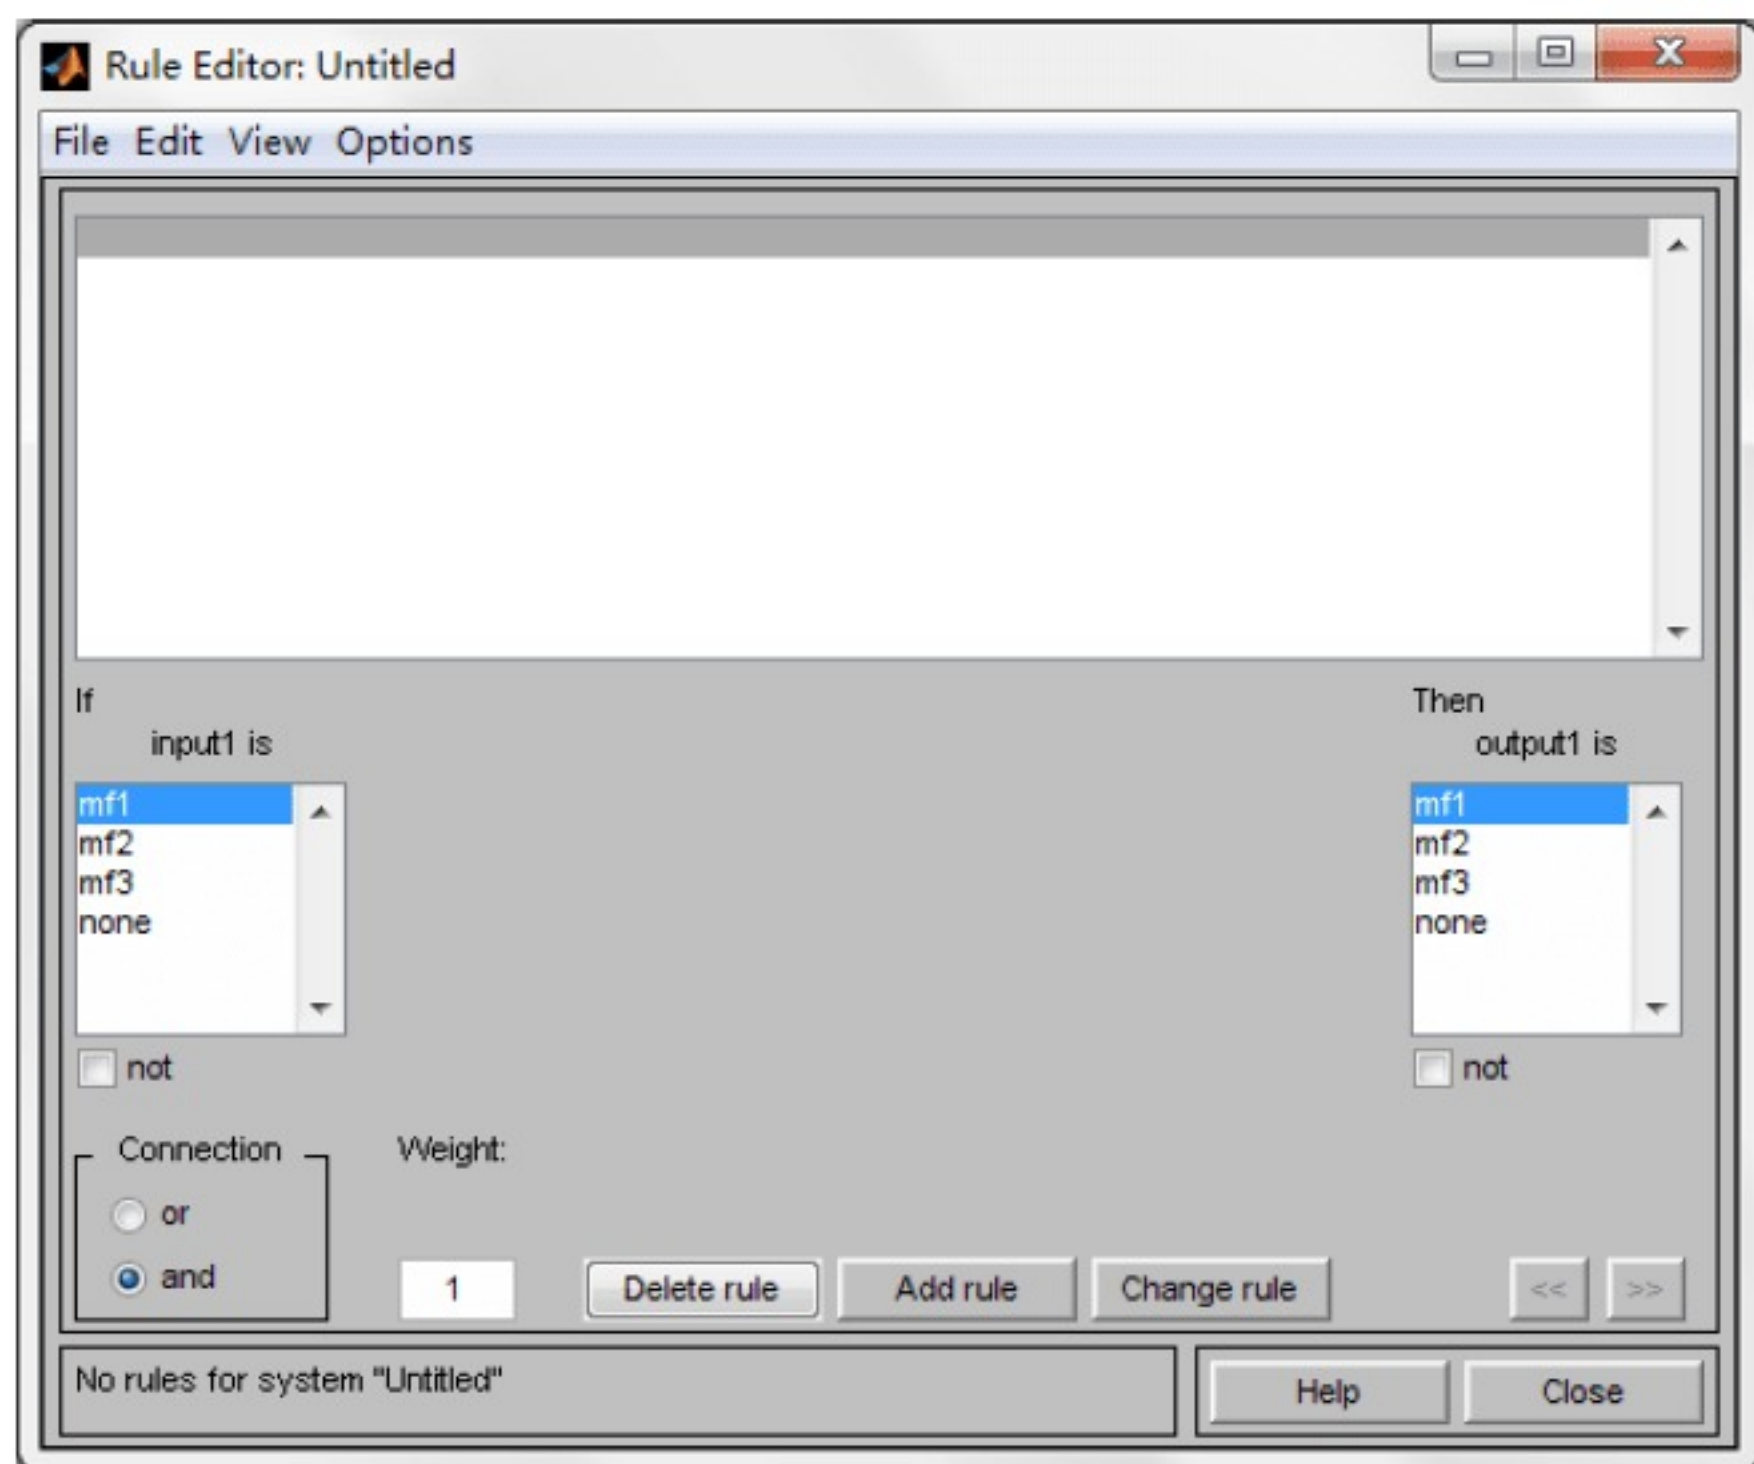 Rule Editor: Untitled
File Edit View Options
If
Then
input1 is
output1 is
mf1
mf2
mf3
none
mf1
mf2
mf3
none
not
not
Connection
Weight:
or
and
1
Delete rule
Add rule
Change rule
<<
>>
No rules for system "Untitled"
Help
Close